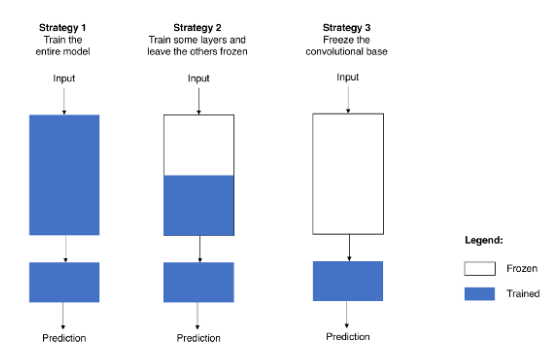 Strategy 1
Train the
entire model
Strategy 2
Train some layers and
leave the others frozen
Strategy 3
Freeze the
convolutional base
Input
Input
Input
Legend:
Frozen
Trained
Prediction
Prediction
Prediction